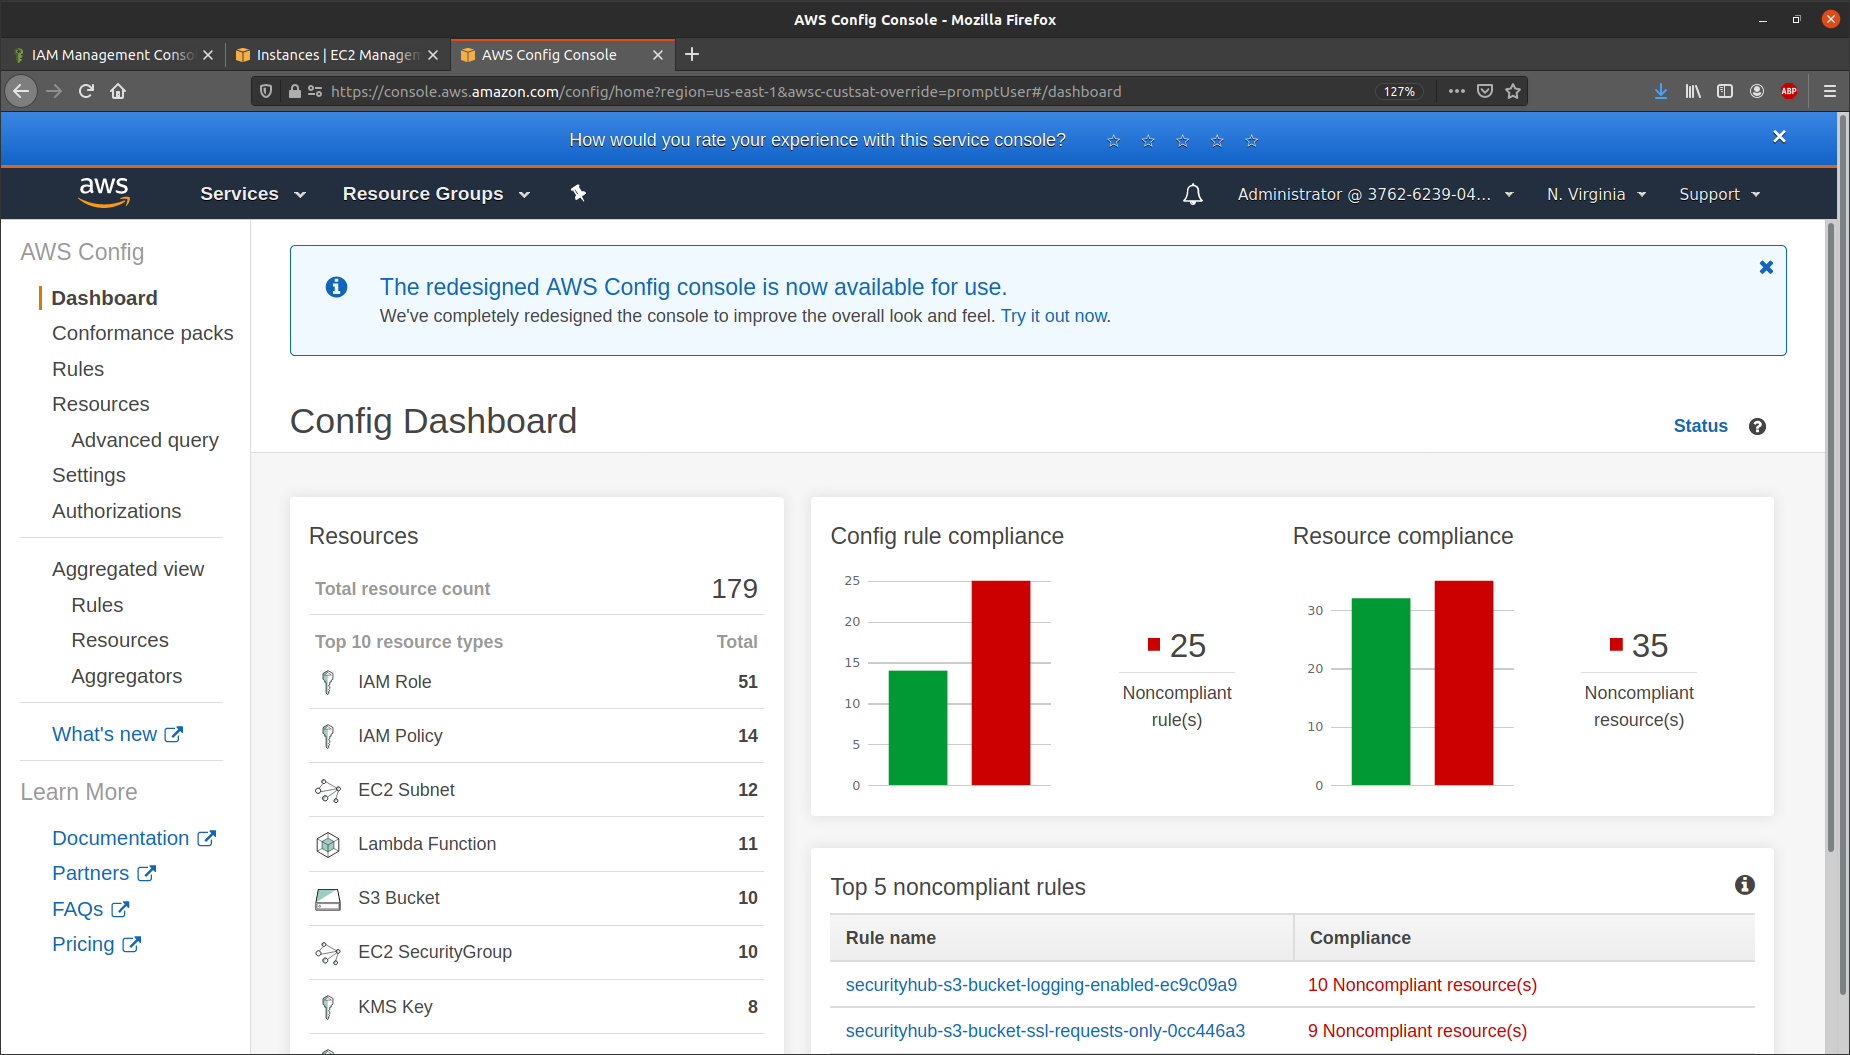 AWS Config Console - Mozilla Firefox
IAM Management Conso
Instances | EC2 Managen
AWS Config Console
https://console.aws.amazon.com/config/home?region=us-east-1&awsc-custsat-override=promptUser#/dashboard
127%
ABP
How would you rate your experience with this service console?
aws
Services
Resource Groups
Administrator @ 3762-6239-04...
N. Virginia
Support
AWS Config
Dashboard
Conformance packs
Rules
Resources
Advanced query
Settings
Authorizations
Aggregated view
Rules
Resources
Aggregators
What's new
Learn More
Documentation
Partners
FAQs
Pricing
The redesigned AWS Config console is now available for use.
We've completely redesigned the console to improve the overall look and feel. Try it out now.
Config Dashboard
Status
Resources
Total resource count 179
Top 10 resource types Total
IAM Role 51
IAM Policy 14
EC2 Subnet 12
Lambda Function 11
S3 Bucket 10
EC2 SecurityGroup 10
KMS Key 8
Config rule compliance
25
20
15
10
5
0
25
Noncompliant
rule(s)
Resource compliance
30
20
10
0
35
Noncompliant
resource(s)
Top 5 noncompliant rules
Rule name Compliance
securityhub-s3-bucket-logging-enabled-ec9c09a9 10 Noncompliant resource(s)
securityhub-s3-bucket-ssl-requests-only-0cc446a3 9 Noncompliant resource(s)